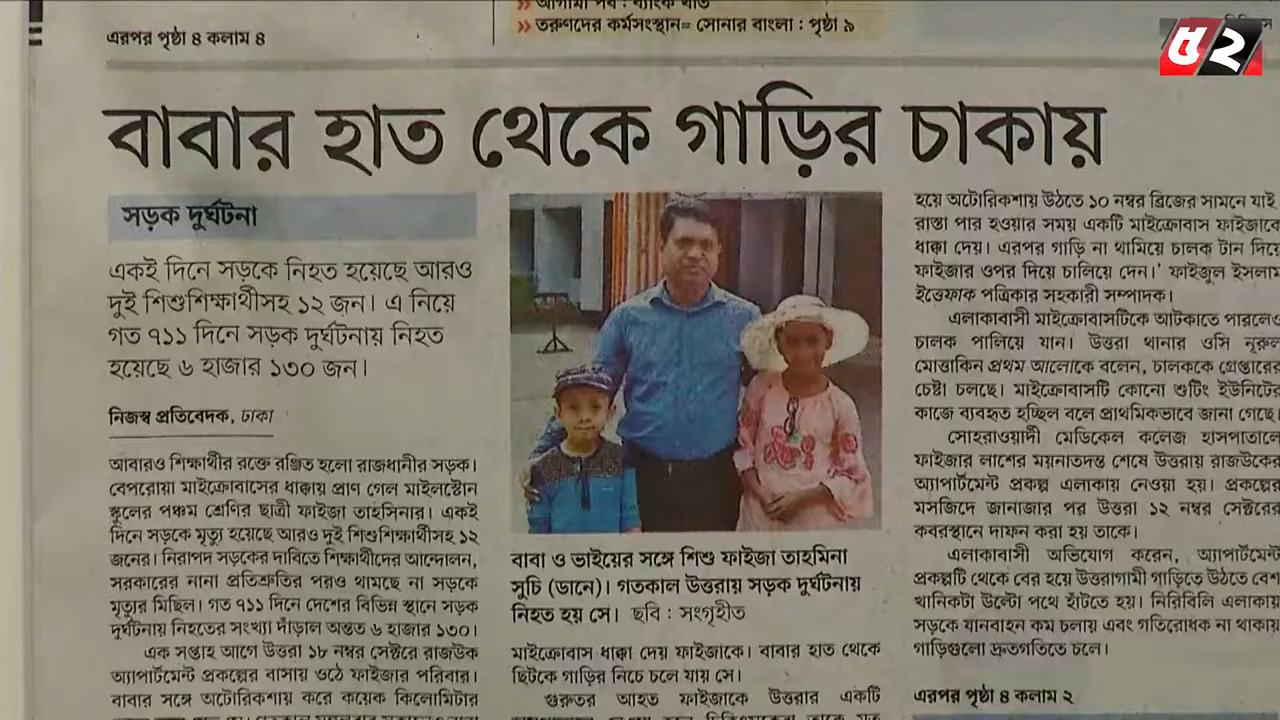 এরপর পৃষ্ঠা ৪ কলাম ৪
» আগামী পর্ব : ব্যাংক খাত
» তরুণদের কর্মসংস্থান= সোনার বাংলা : পৃষ্ঠা ৯
৫২
বাবার হাত থেকে গাড়ির চাকায়
সড়ক দুর্ঘটনা
একই দিনে সড়কে নিহত হয়েছে আরও
দুই শিশুশিক্ষার্থীসহ ১২ জন। এ নিয়ে
গত ৭১১ দিনে সড়ক দুর্ঘটনায় নিহত
হয়েছে ৬ হাজার ১৩০ জন।
নিজস্ব প্রতিবেদক, ঢাকা
আবারও শিক্ষার্থীর রক্তে রঞ্জিত হলো রাজধানীর সড়ক।
বেপরোয়া মাইক্রোবাসের ধাক্কায় প্রাণ গেল মাইলস্টোন
স্কুলের পঞ্চম শ্রেণির ছাত্রী ফাইজা তাহসিনার। একই
দিনে সড়কে মৃত্যু হয়েছে আরও দুই শিশুশিক্ষার্থীসহ ১২
জনের। নিরাপদ সড়কের দাবিতে শিক্ষার্থীদের আন্দোলন,
সরকারের নানা প্রতিশ্রুতির পরও থামছে না সড়কে
মৃত্যুর মিছিল। গত ৭১১ দিনে দেশের বিভিন্ন স্থানে সড়ক
দুর্ঘটনায় নিহতের সংখ্যা দাঁড়াল অন্তত ৬ হাজার ১৩০।
এক সপ্তাহ আগে উত্তরা ১৮ নম্বর সেক্টরে রাজউক
অ্যাপার্টমেন্ট প্রকল্পের বাসায় ওঠে ফাইজার পরিবার।
বাবার সঙ্গে অটোরিকশায় করে কয়েক কিলোমিটার
বাবা ও ভাইয়ের সঙ্গে শিশু ফাইজা তাহমিনা
সুচি (ডানে)। গতকাল উত্তরায় সড়ক দুর্ঘটনায়
নিহত হয় সে। ছবি : সংগৃহীত
মাইক্রোবাস ধাক্কা দেয় ফাইজাকে। বাবার হাত থেকে
ছিটকে গাড়ির নিচে চলে যায় সে।
গুরুতর আহত ফাইজাকে উত্তরার একটি
হয়ে অটোরিকশায় উঠতে ১০ নম্বর ব্রিজের সামনে যাই
রাস্তা পার হওয়ার সময় একটি মাইক্রোবাস ফাইজাকে
ধাক্কা দেয়। এরপর গাড়ি না থামিয়ে চালক টান দিয়ে
ফাইজার ওপর দিয়ে চালিয়ে দেন।' ফাইজুল ইসলাম
ইত্তেফাক পত্রিকার সহকারী সম্পাদক।
এলাকাবাসী মাইক্রোবাসটিকে আটকাতে পারলেও
চালক পালিয়ে যান। উত্তরা থানার ওসি নূরুল
মোত্তাকিন প্রথম আলোকে বলেন, চালককে গ্রেপ্তারের
চেষ্টা চলছে। মাইক্রোবাসটি কোনো শুটিং ইউনিটের
কাজে ব্যবহৃত হচ্ছিল বলে প্রাথমিকভাবে জানা গেছে।
সোহরাওয়ার্দী মেডিকেল কলেজ হাসপাতালে
ফাইজার লাশের ময়নাতদন্ত শেষে উত্তরায় রাজউকের
অ্যাপার্টমেন্ট প্রকল্প এলাকায় নেওয়া হয়। প্রকল্পের
মসজিদে জানাজার পর উত্তরা ১২ নম্বর সেক্টরের
কবরস্থানে দাফন করা হয় তাকে।
এলাকাবাসী অভিযোগ করেন, অ্যাপার্টমেন্ট
প্রকল্পটি থেকে বের হয়ে উত্তরাগামী গাড়িতে উঠতে বেশ
খানিকটা উল্টো পথে হাঁটতে হয়। নিরিবিলি এলাকায়
সড়কে যানবাহন কম চলায় এবং গতিরোধক না থাকায়
গাড়িগুলো দ্রুতগতিতে চলে।
এরপর পৃষ্ঠা ৪ কলাম ২